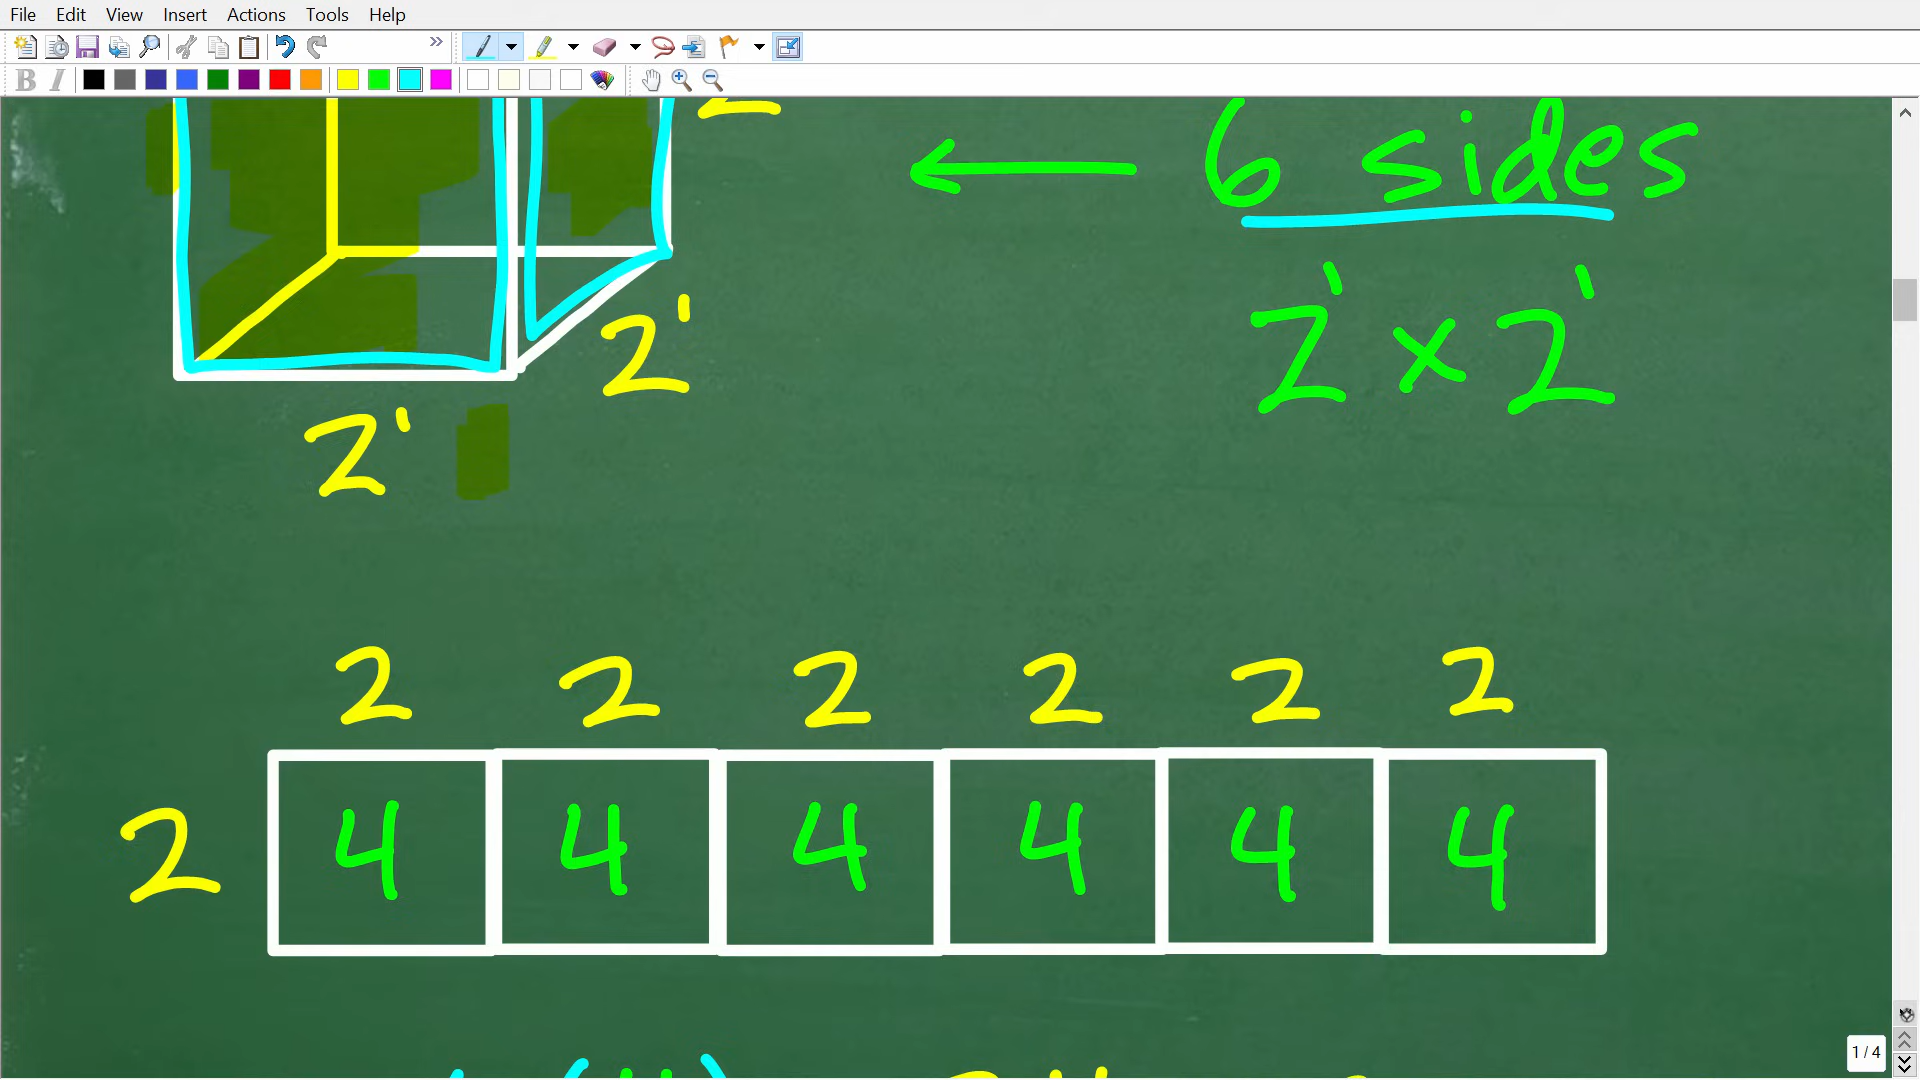 File Edit View Insert Actions Tools Help
B I
6 sides
2' x 2'
2'
2'
2 2 2 2 2 2
2 4 4 4 4 4 4
1 / 4